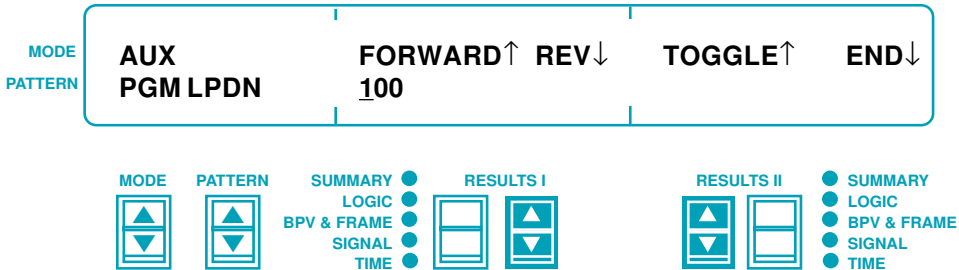 MODE AUX FORWARD↑ REV↓ TOGGLE↑ END↓
PATTERN PGM LPDN 100
MODE PATTERN SUMMARY RESULTS I RESULTS II SUMMARY
LOGIC LOGIC
BPV & FRAME BPV & FRAME
SIGNAL SIGNAL
TIME TIME